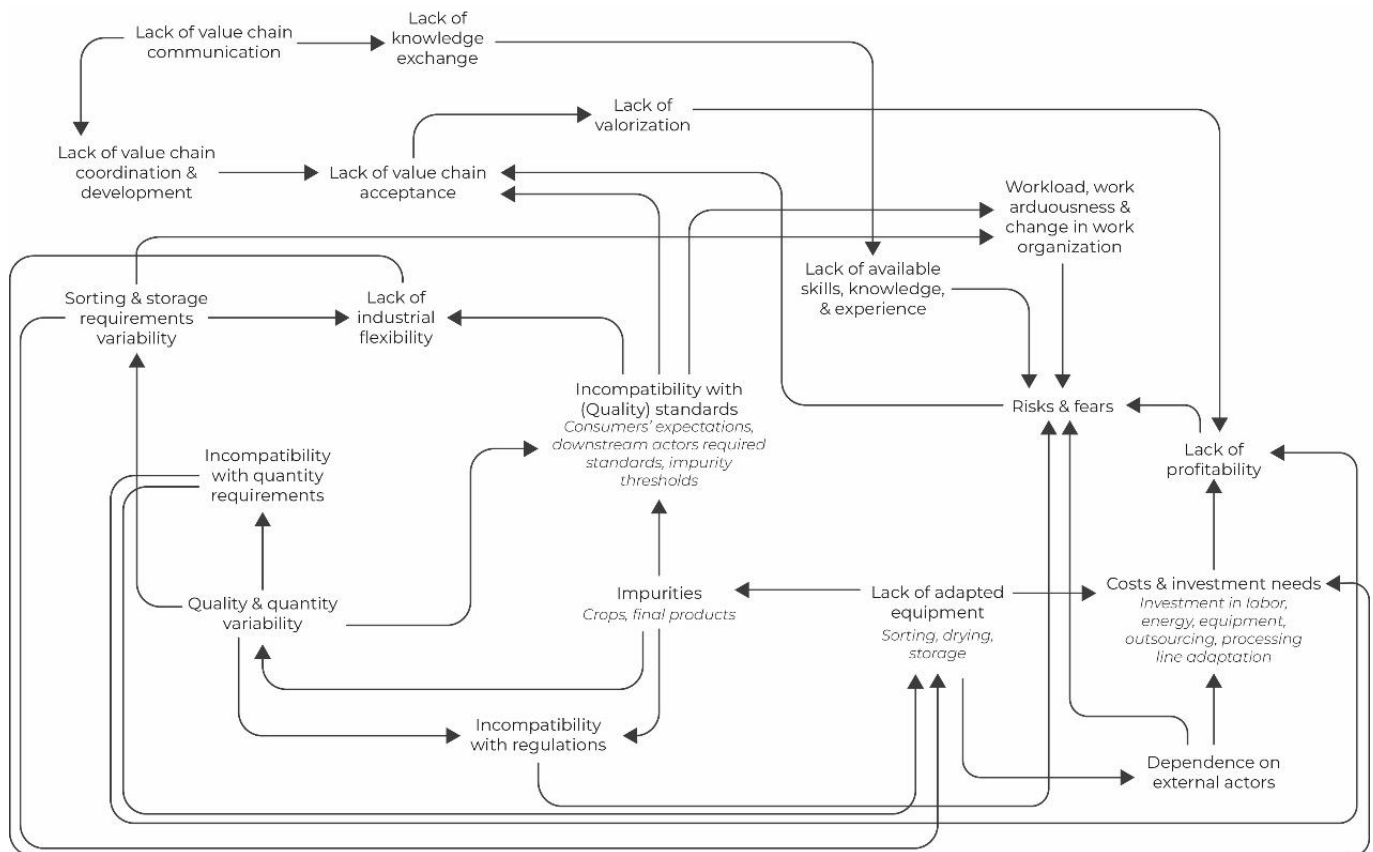 Lack of value chain
communication
Lack of
knowledge
exchange
Lack of
valorization
Lack of value chain
coordination &
development
Lack of value chain
acceptance
Workload, work
arduousness &
change in work
organization
Lack of available
skills, knowledge,
& experience
Sorting & storage
requirements
variability
Lack of
industrial
flexibility
Incompatibility with
(Quality) standards
Consumers' expectations,
downstream actors required
standards, impurity
thresholds
Risks & fears
Lack of
profitability
Incompatibility
with quantity
requirements
Quality & quantity
variability
Impurities
Crops, final products
Lack of adapted
equipment
Sorting, drying,
storage
Costs & investment needs
Investment in labor,
energy, equipment,
outsourcing, processing
line adaptation
Incompatibility
with regulations
Dependence on
external actors